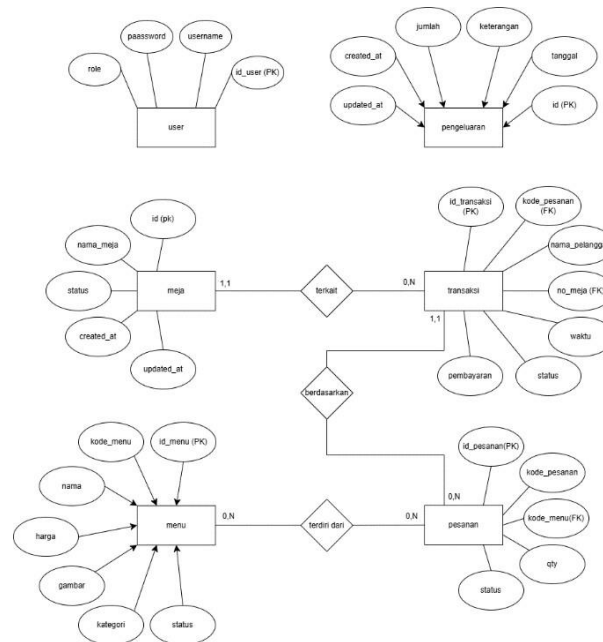 paassword
username
role
id_user (PK)
user
jumlah
keterangan
created_at
tanggal
updated_at
id (PK)
pengeluaran
id (pk)
nama_meja
status
meja
created_at
updated_at
1,1
terkait
0,N
id_transaksi
(PK)
kode_pesanan
(FK)
nama_pelangga
transaksi
no_meja (FK)
waktu
status
pembayaran
1,1
berdasarkan
0,N
kode_menu
id_menu (PK)
nama
menu
harga
gambar
kategori
status
0,N
terdiri dari
0,N
id_pesanan(PK)
kode_pesanan
kode_menu(FK)
pesanan
qty
status